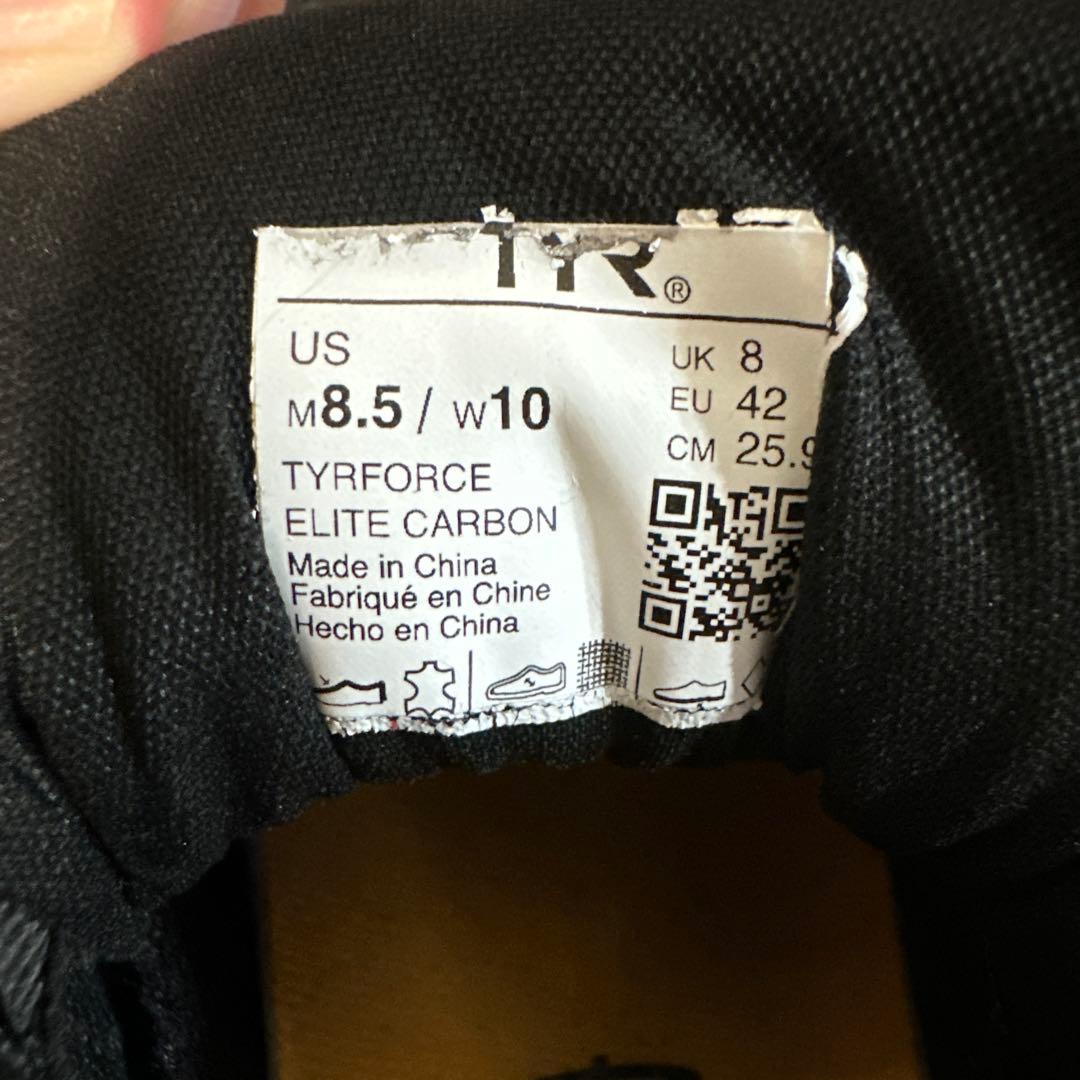 TYR®
US
M8.5 / W10
TYRFORCE
ELITE CARBON
Made in China
Fabriqué en Chine
Hecho en China
UK 8
EU 42
CM 25.9